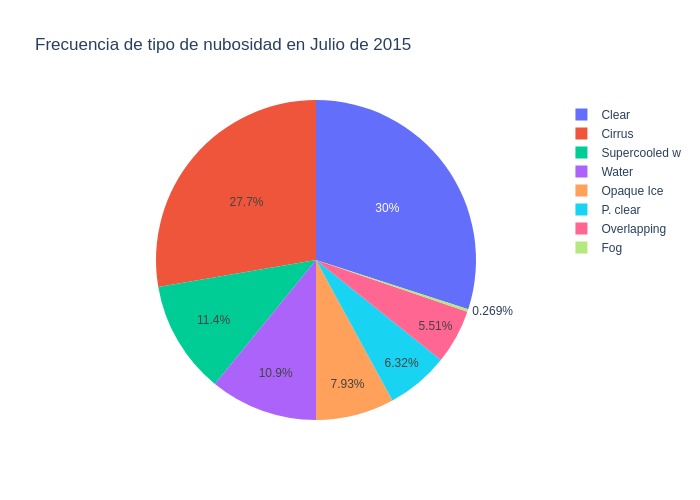 Frecuencia de tipo de nubosidad en Julio de 2015
Clear
Cirrus
Supercooled w
Water
Opaque Ice
P. clear
Overlapping
Fog
27.7%
30%
11.4%
10.9%
7.93%
6.32%
5.51%
0.269%